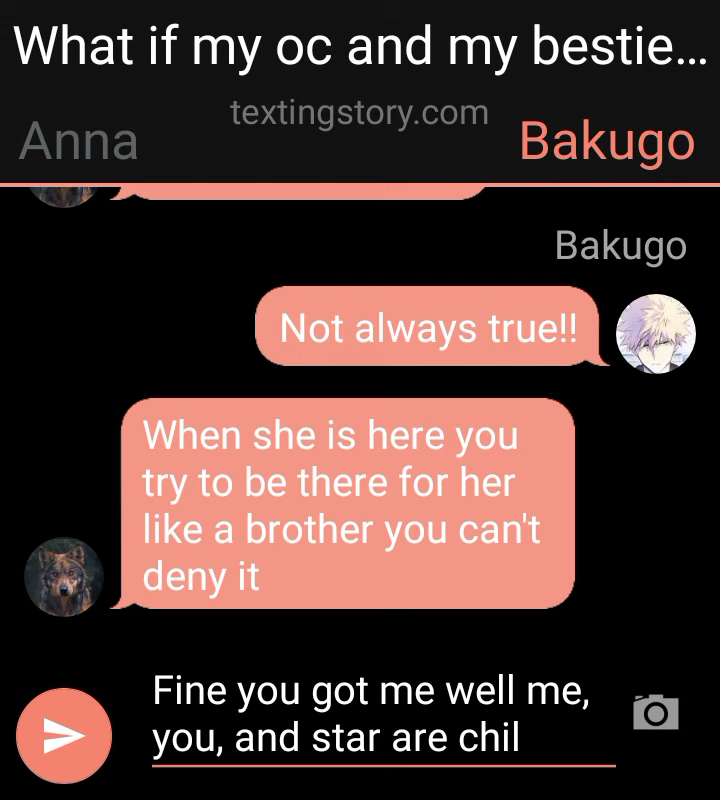 What if my oc and my bestie...
textingstory.com
Anna
Bakugo
Bakugo
Not always true!!
When she is here you
try to be there for her
like a brother you can't
deny it
Fine you got me well me,
you, and star are chil